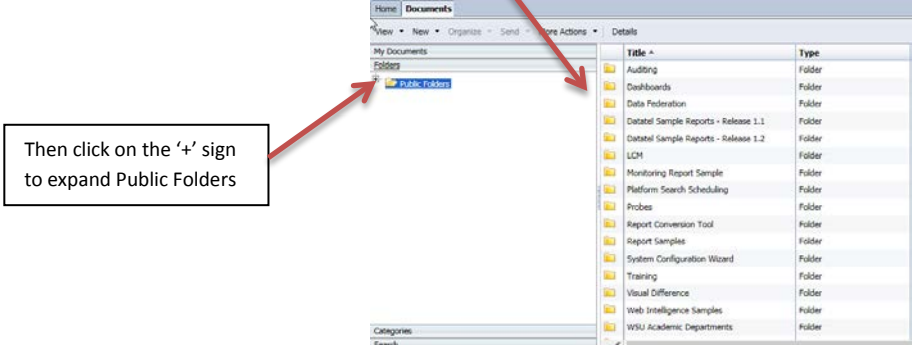 Home Documents
View New Organize Send More Actions Details
My Documents
Title Type
Folders
Auditing Folder
Public Folders
Dashboards Folder
Data Federation Folder
Datatel Sample Reports - Release 1.1 Folder
Datatel Sample Reports - Release 1.2 Folder
Then click on the ‘+’ sign
to expand Public Folders
LCM Folder
Monitoring Report Sample Folder
Platform Search Scheduling Folder
Probes Folder
Report Conversion Tool Folder
Report Samples Folder
System Configuration Wizard Folder
Training Folder
Visual Difference Folder
Web Intelligence Samples Folder
Categories
WSU Academic Departments Folder
Search